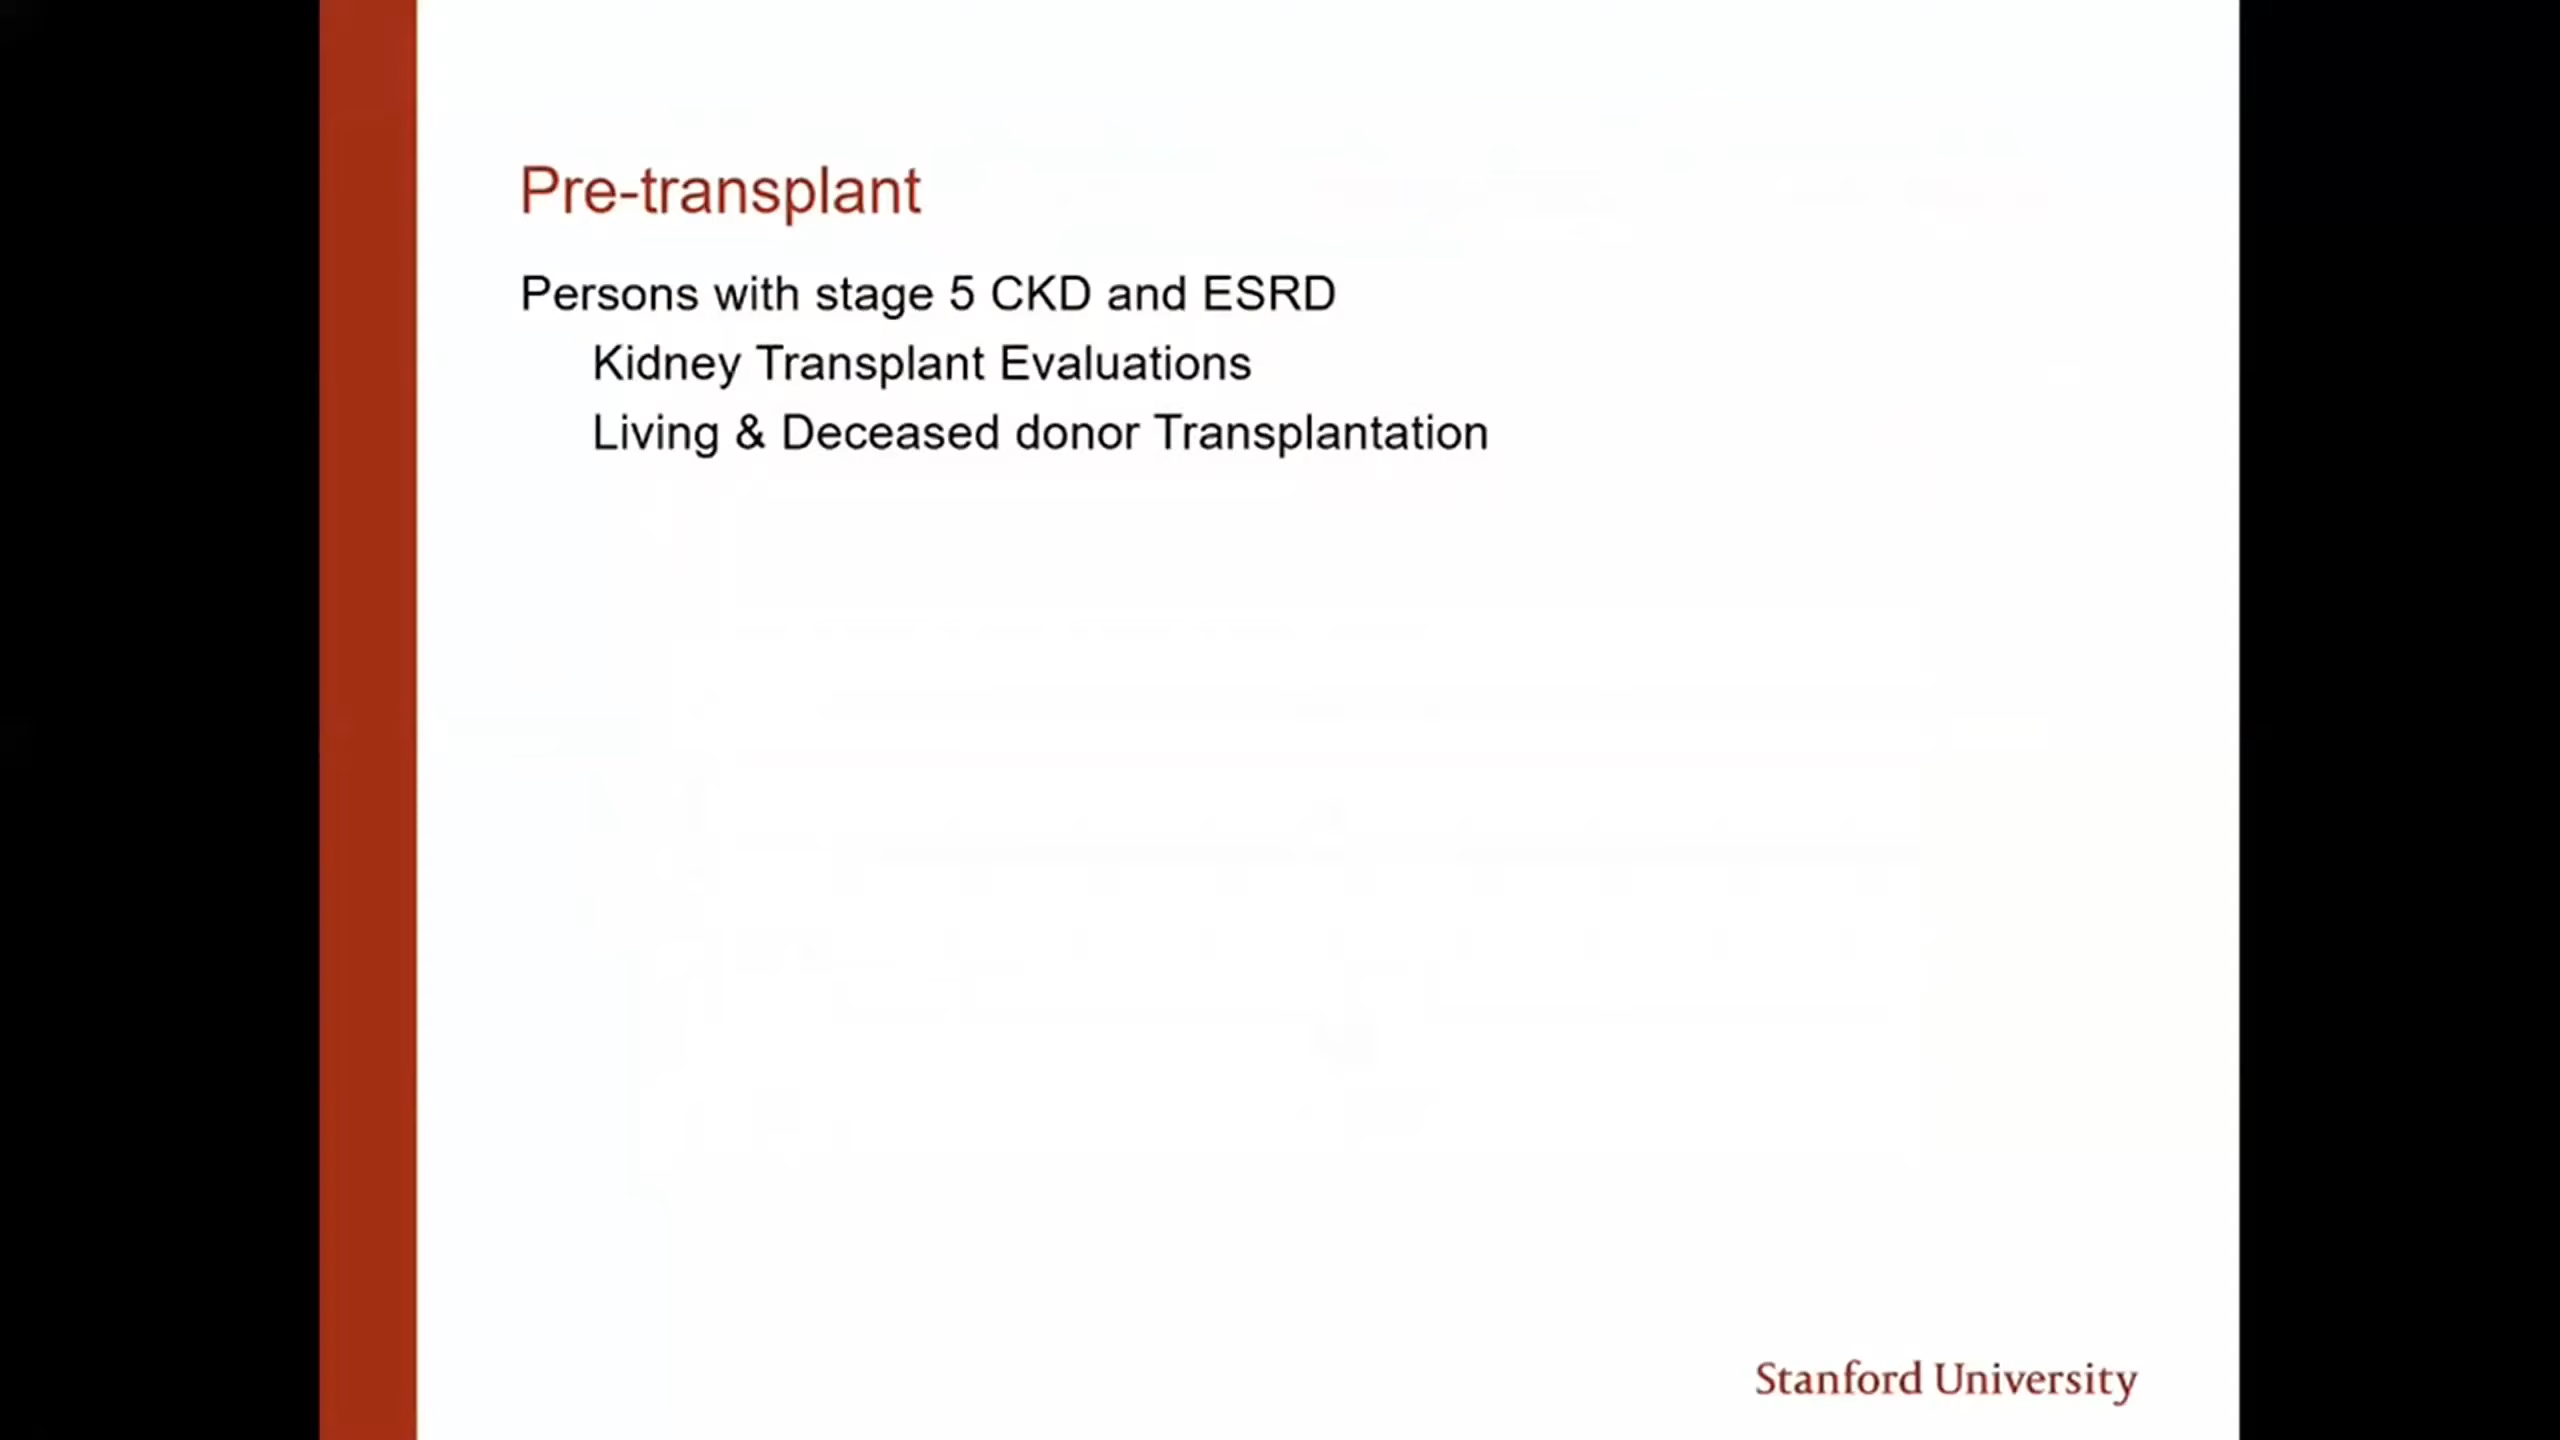 Pre-transplant
Persons with stage 5 CKD and ESRD
Kidney Transplant Evaluations
Living & Deceased donor Transplantation
Stanford University